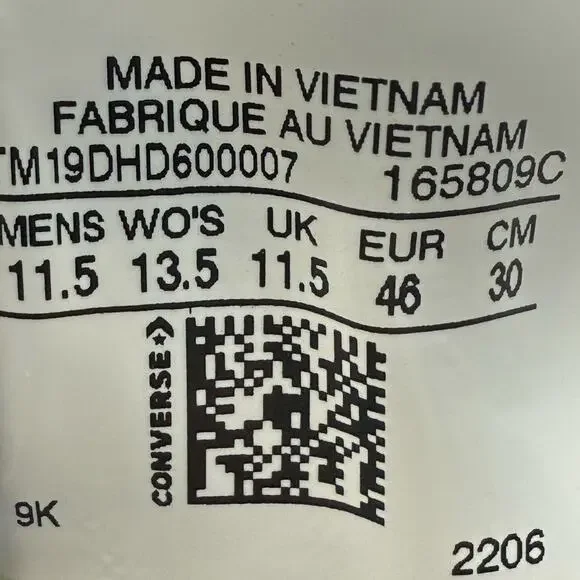 MADE IN VIETNAM
FABRIQUE AU VIETNAM
TM19DHD600007 165809C
MENS WO'S UK EUR CM
11.5 13.5 11.5 46 30
CONVERSE
9K
2206